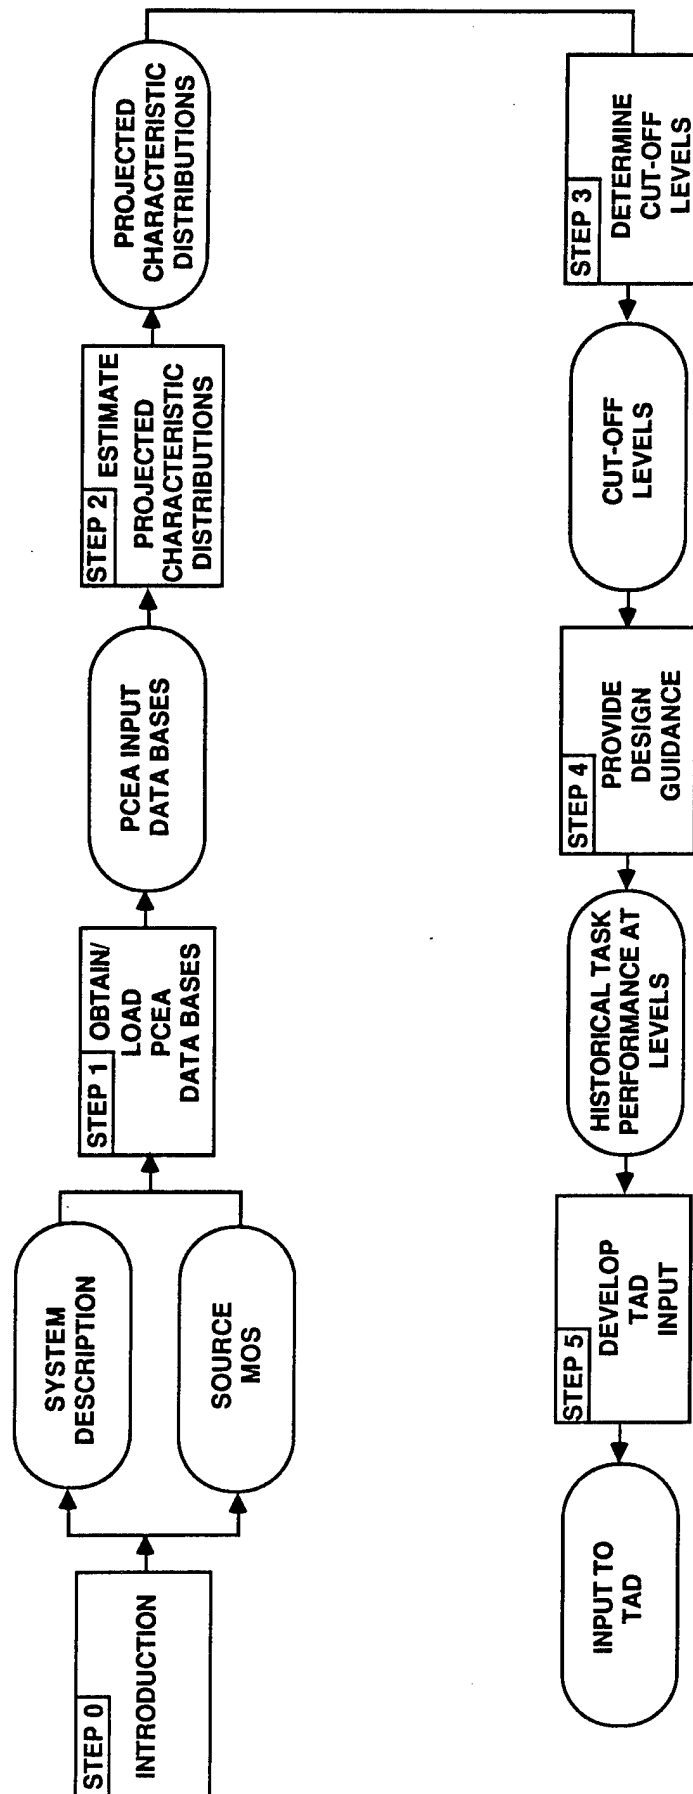 STEP 0
INTRODUCTION
SYSTEM
DESCRIPTION
SOURCE
MOS
STEP 1 OBTAIN/
LOAD
PCEA
DATA BASES
PCEA INPUT
DATA BASES
STEP 2 ESTIMATE
PROJECTED
CHARACTERISTIC
DISTRIBUTIONS
PROJECTED
CHARACTERISTIC
DISTRIBUTIONS
STEP 3
DETERMINE
CUT-OFF
LEVELS
CUT-OFF
LEVELS
STEP 4
PROVIDE
DESIGN
GUIDANCE
HISTORICAL TASK
PERFORMANCE AT
LEVELS
STEP 5
DEVELOP
TAD
INPUT
INPUT TO
TAD